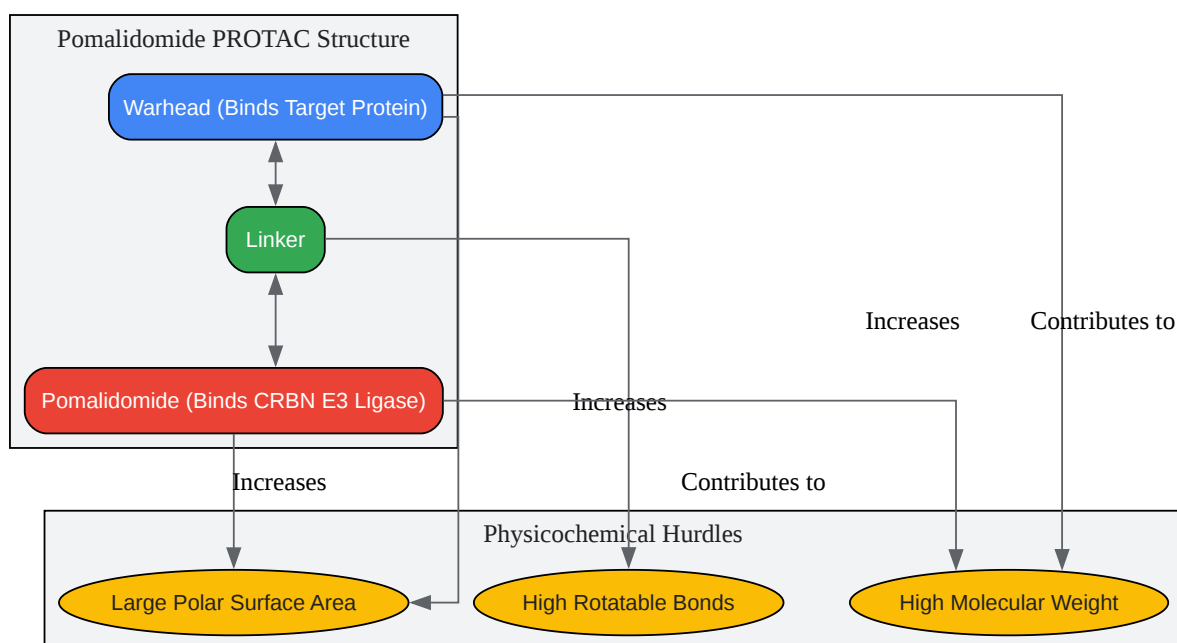 Pomalidomide PROTAC Structure
Warhead (Binds Target Protein)
Linker
Increases
Contributes to
Pomalidomide (Binds CRBN E3 Ligase)
Increases
Increases
Contributes to
Physicochemical Hurdles
Large Polar Surface Area
High Rotatable Bonds
High Molecular Weight